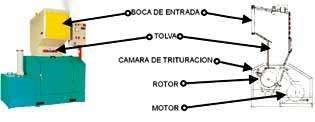 BOCA DE ENTRADA
TOLVA
CAMARA DE TRITURACION
ROTOR
MOTOR